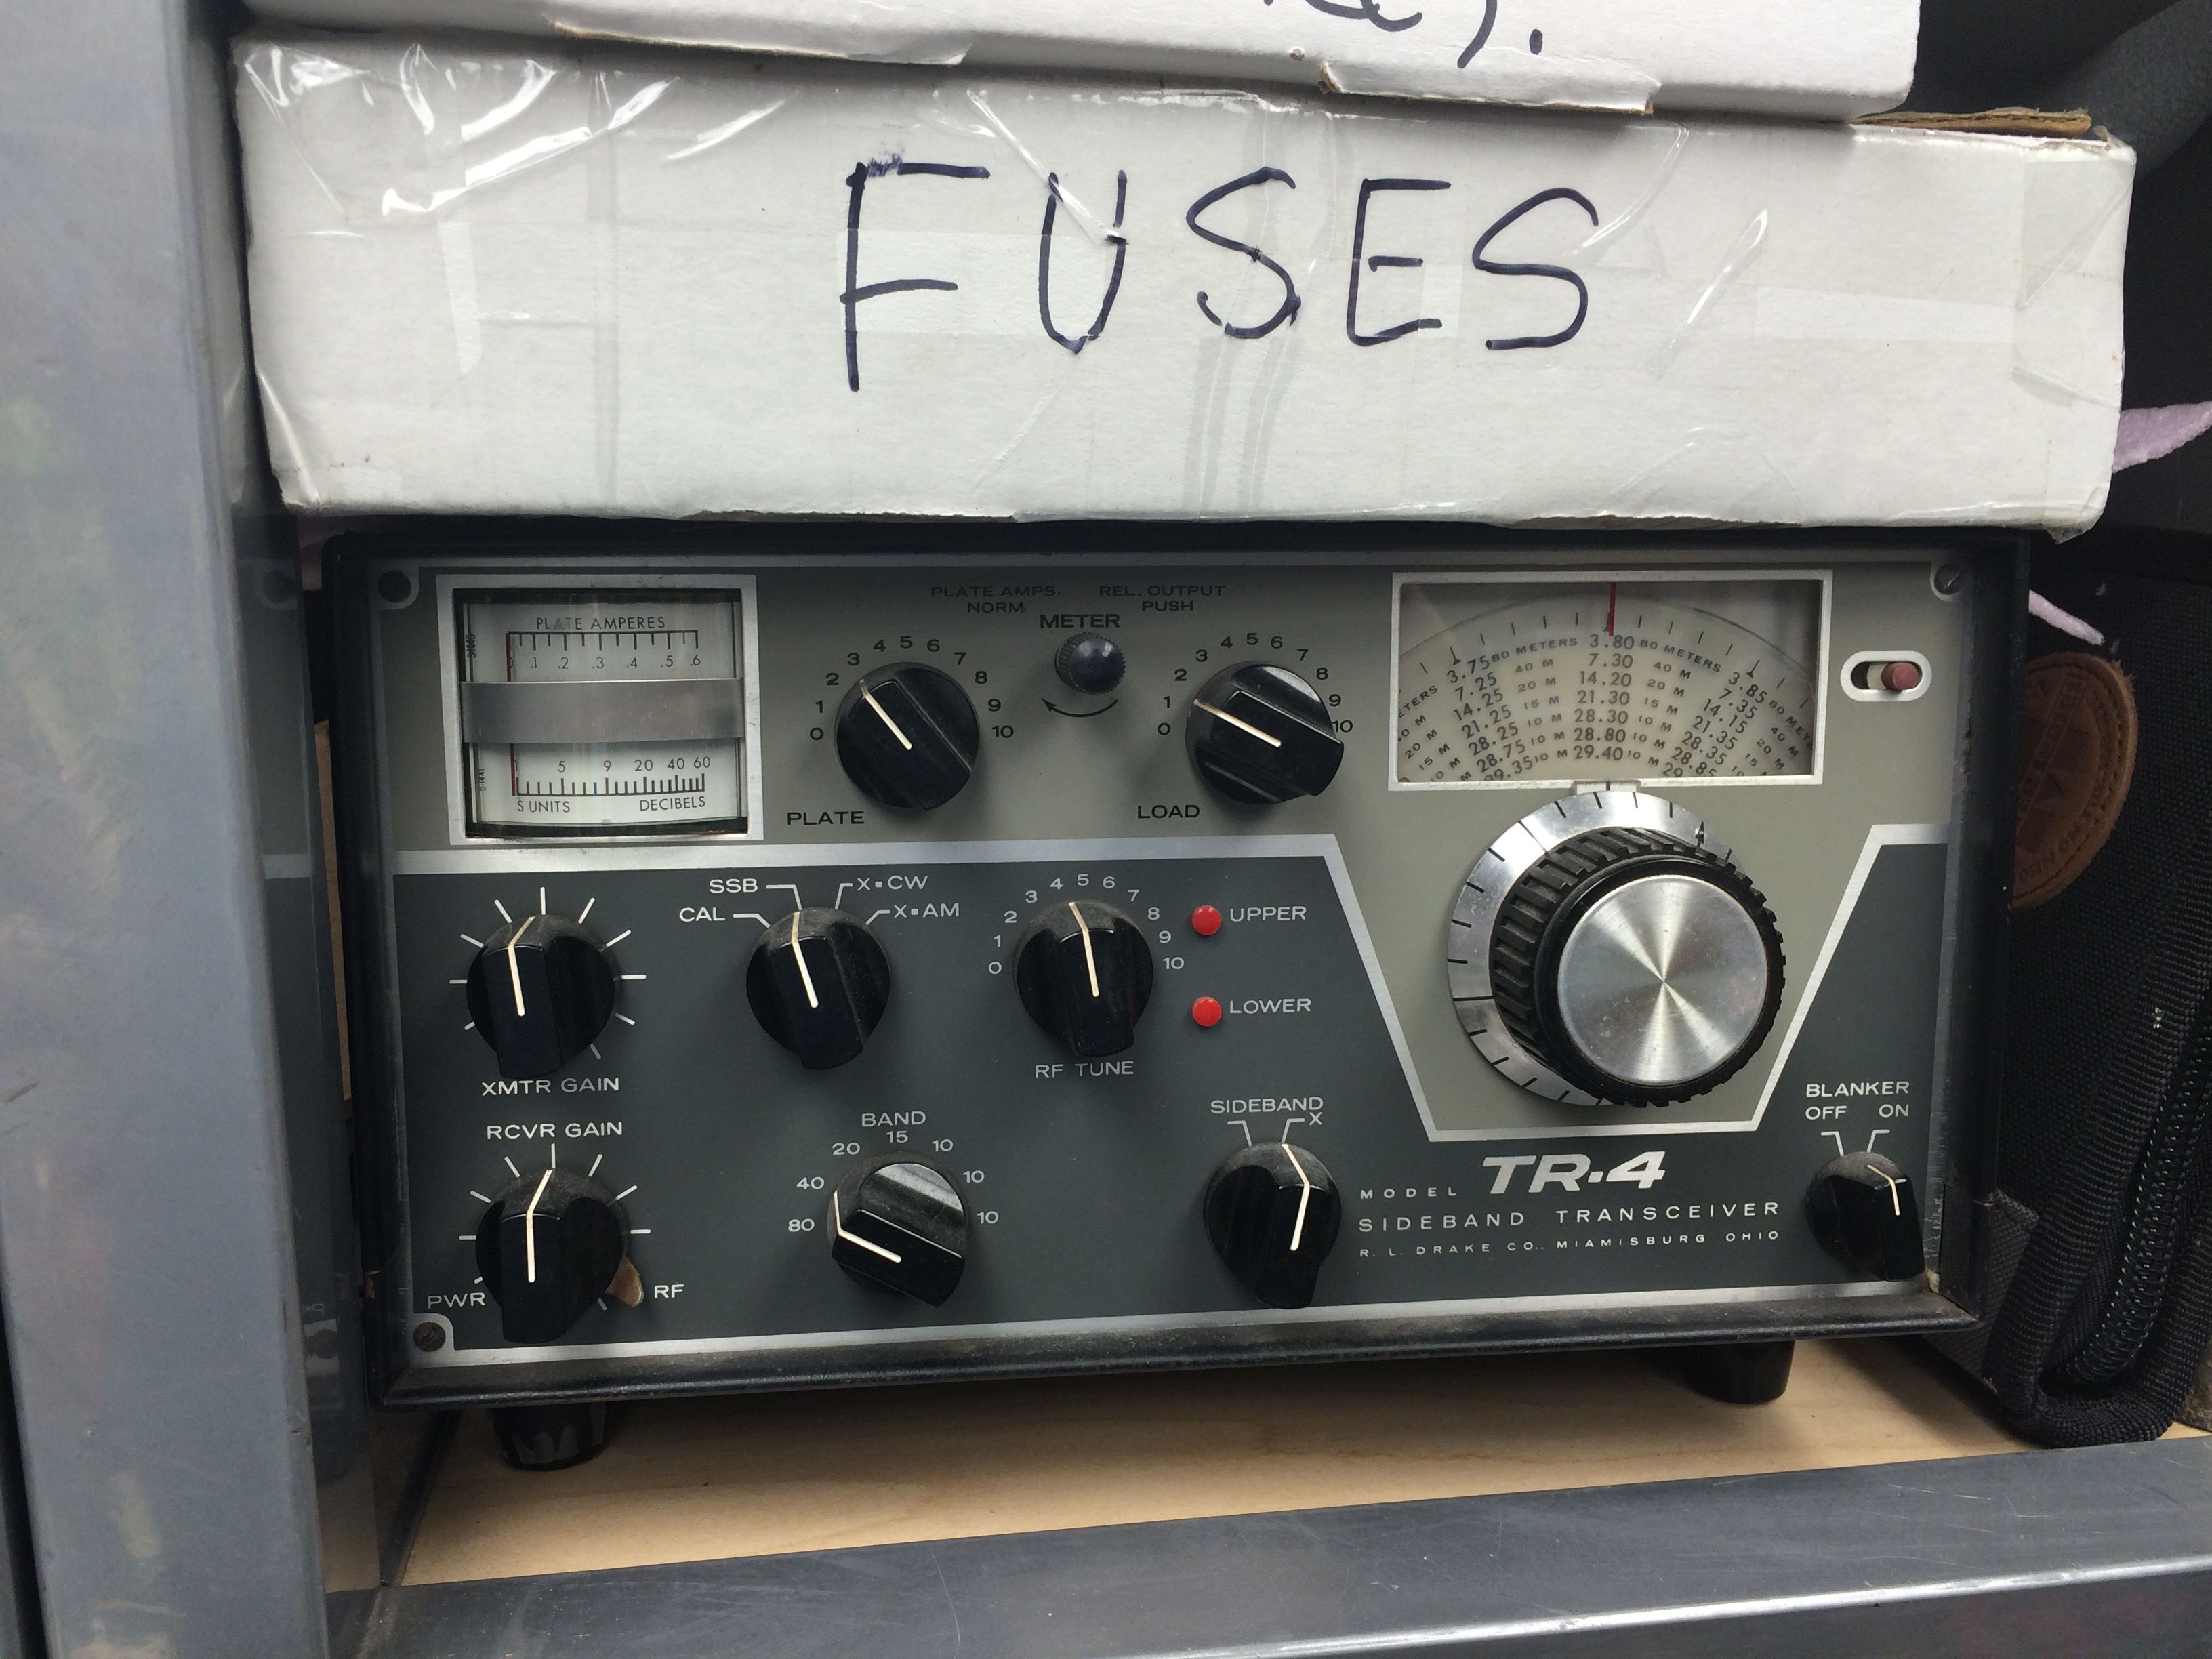 FUSES
PLATE AMPERES
0 .1 .2 .3 .4 .5 .6
5 9 20 40 60
S UNITS DECIBELS
PLATE AMPS. REL. OUTPUT
NORM PUSH
METER
0 1 2 3 4 5 6 7 8 9 10
PLATE
0 1 2 3 4 5 6 7 8 9 10
LOAD
3.75 80 METERS 3.80 80 METERS 3.85 80
7.25 40 M 7.30 40 M 7.35 40 M
14.25 20 M 14.20 20 M 14.15 20 M
21.25 15 M 21.30 15 M 21.35 15 M
28.25 10 M 28.30 10 M 28.35
28.75 10 M 28.80 10 M 28.85
29.35 10 M 29.40 10 M
XMTR GAIN
CAL SSB X-CW X-AM
0 1 2 3 4 5 6 7 8 9 10
RF TUNE
UPPER
LOWER
RCVR GAIN
PWR RF
BAND
80 40 20 15 10 10 10
SIDEBAND
X
MODEL TR-4
SIDEBAND TRANSCEIVER
R. L. DRAKE CO., MIAMISBURG OHIO
BLANKER
OFF ON